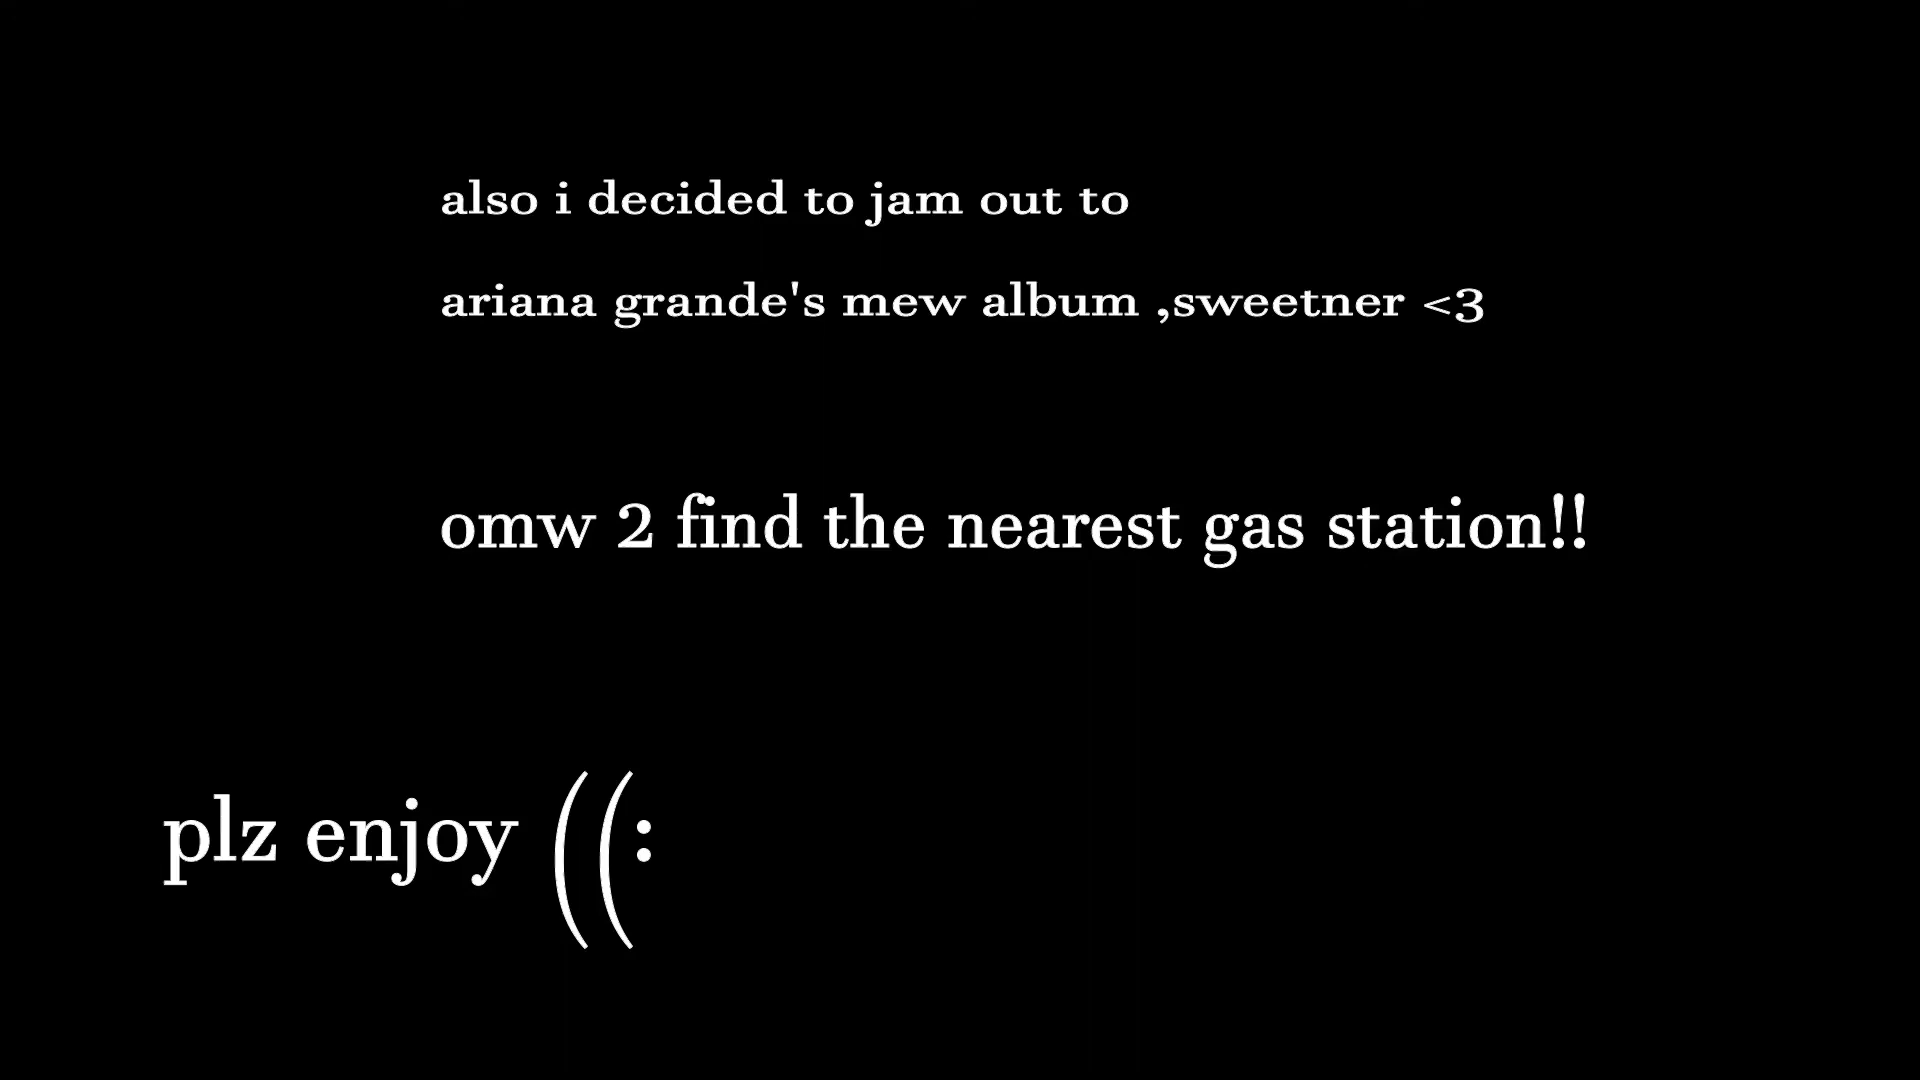 also i decided to jam out to
ariana grande's mew album ,sweetner <3
omw 2 find the nearest gas station!!
plz enjoy ((: